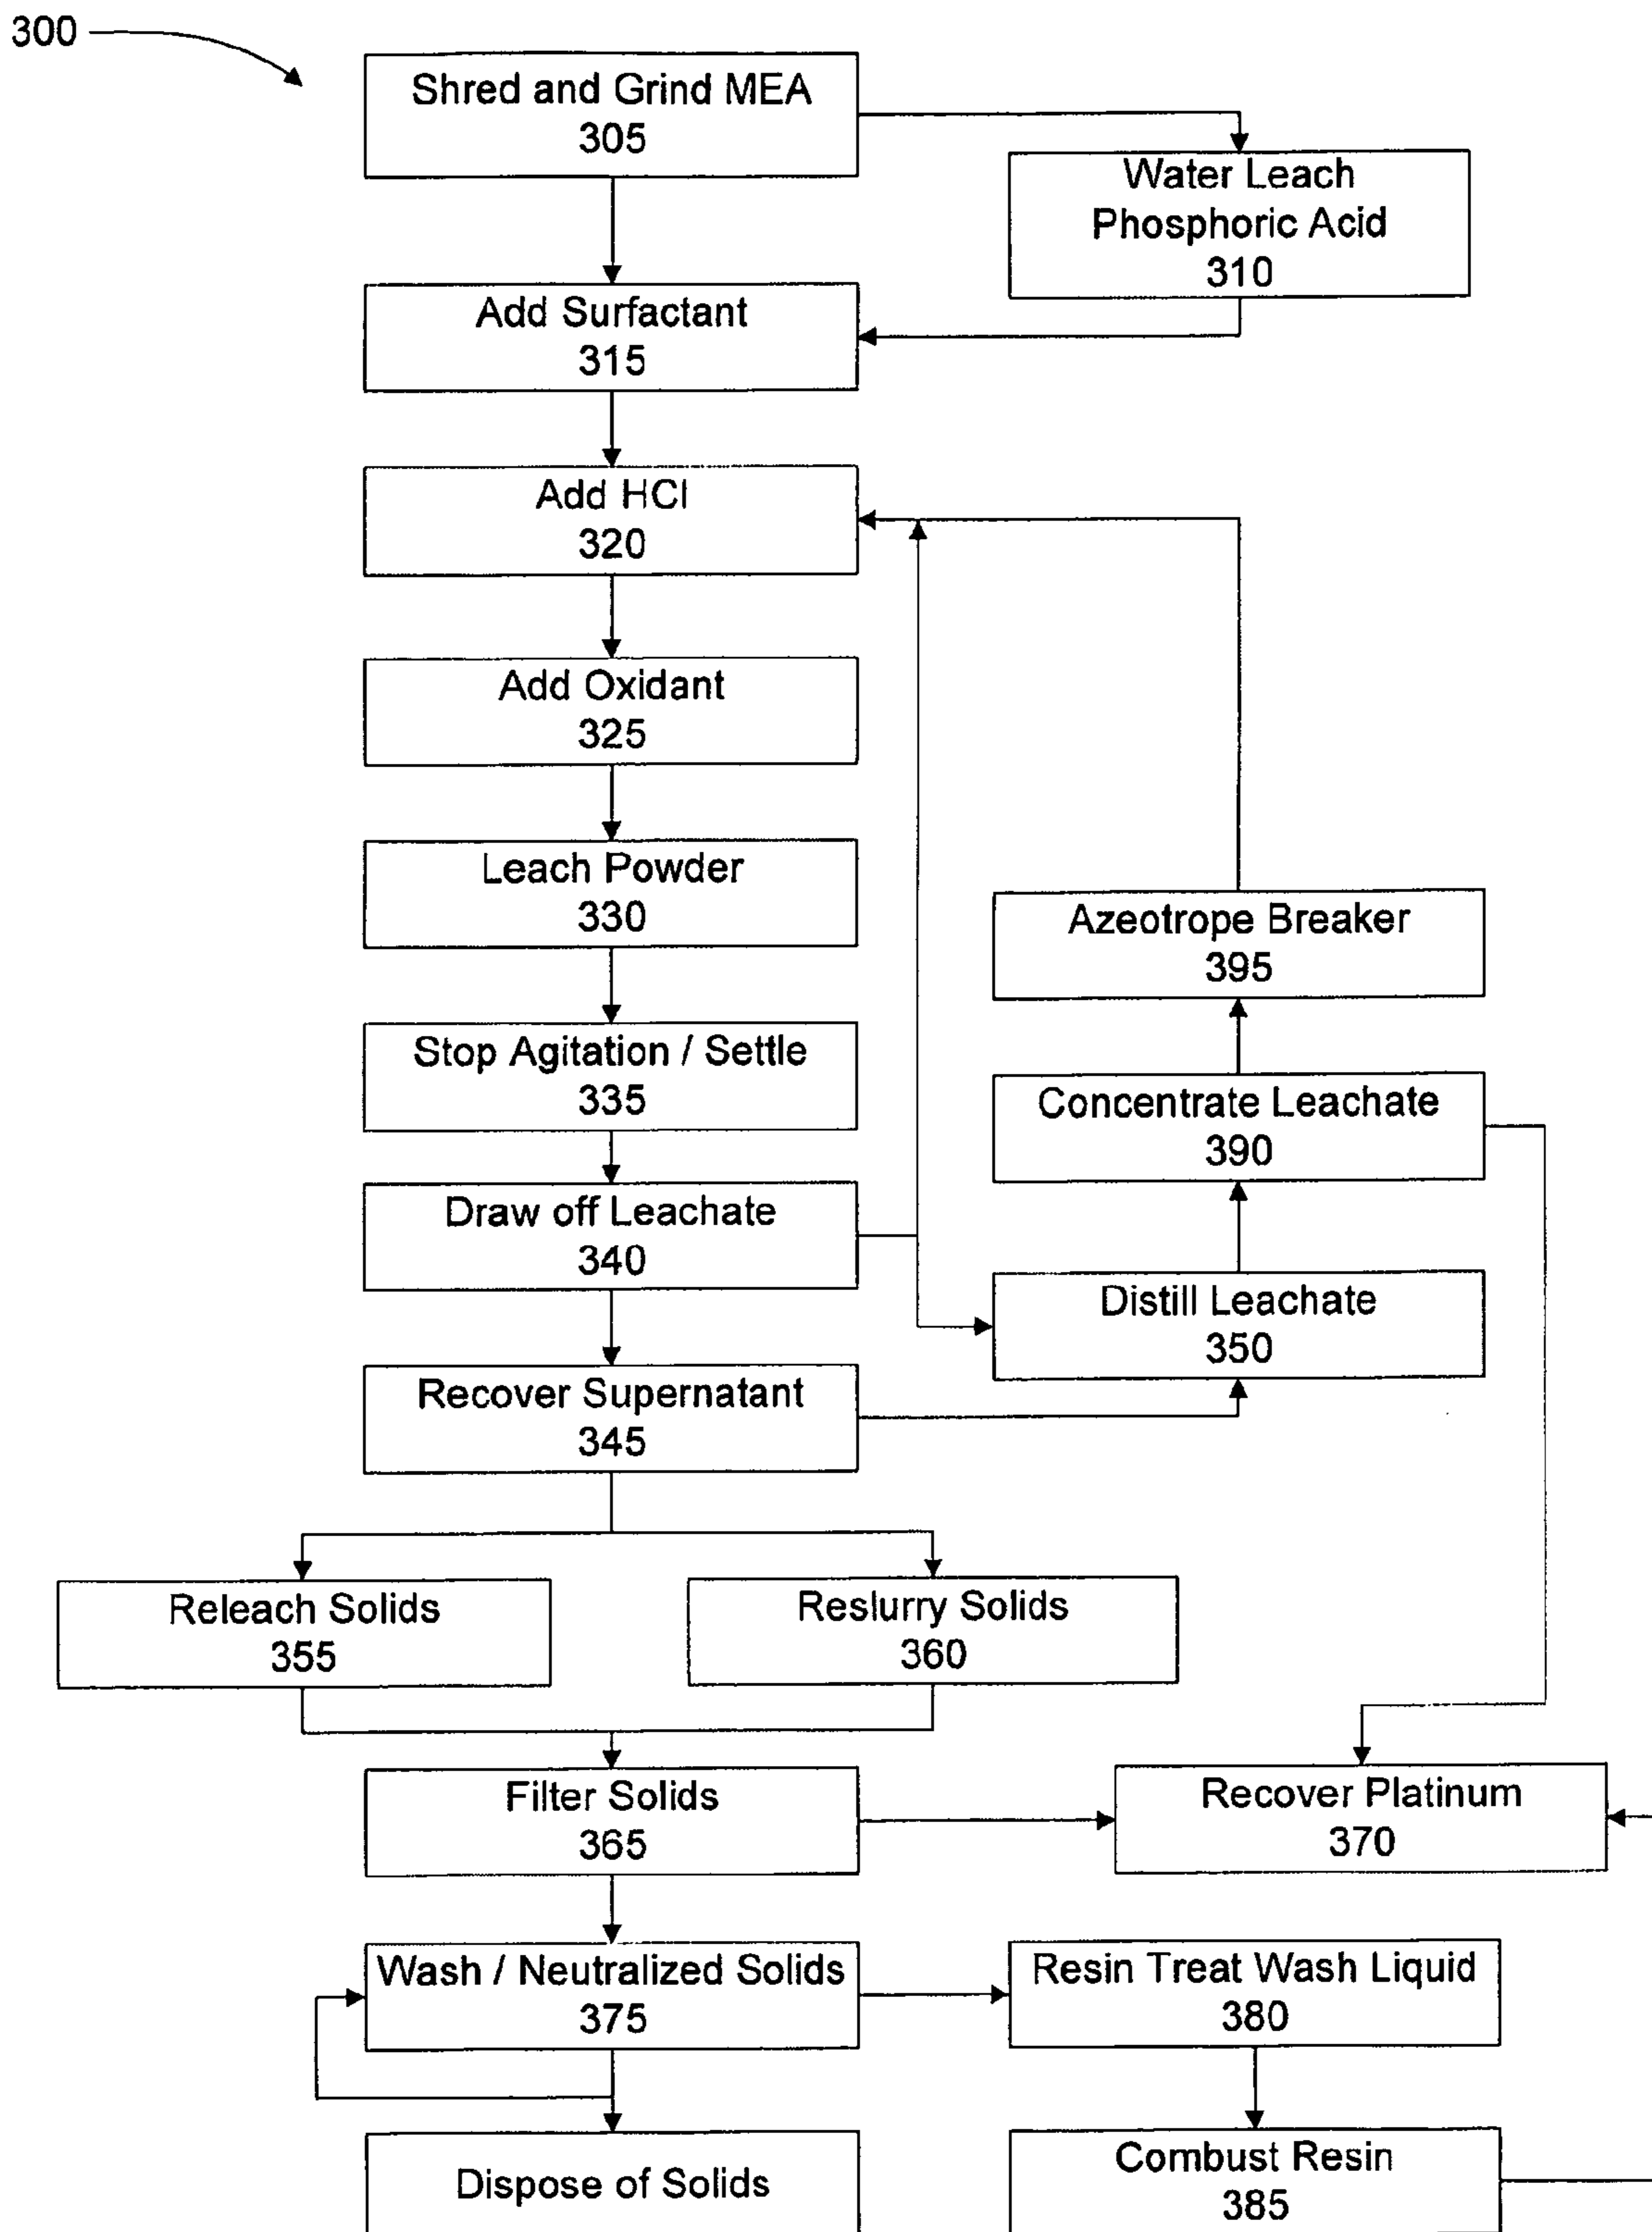 300
Shred and Grind MEA
305
Water Leach
Phosphoric Acid
310
Add Surfactant
315
Add HCl
320
Add Oxidant
325
Leach Powder
330
Azeotrope Breaker
395
Stop Agitation / Settle
335
Concentrate Leachate
390
Draw off Leachate
340
Distill Leachate
350
Recover Supernatant
345
Releach Solids
355
Reslurry Solids
360
Filter Solids
365
Recover Platinum
370
Wash / Neutralized Solids
375
Resin Treat Wash Liquid
380
Dispose of Solids
Combust Resin
385